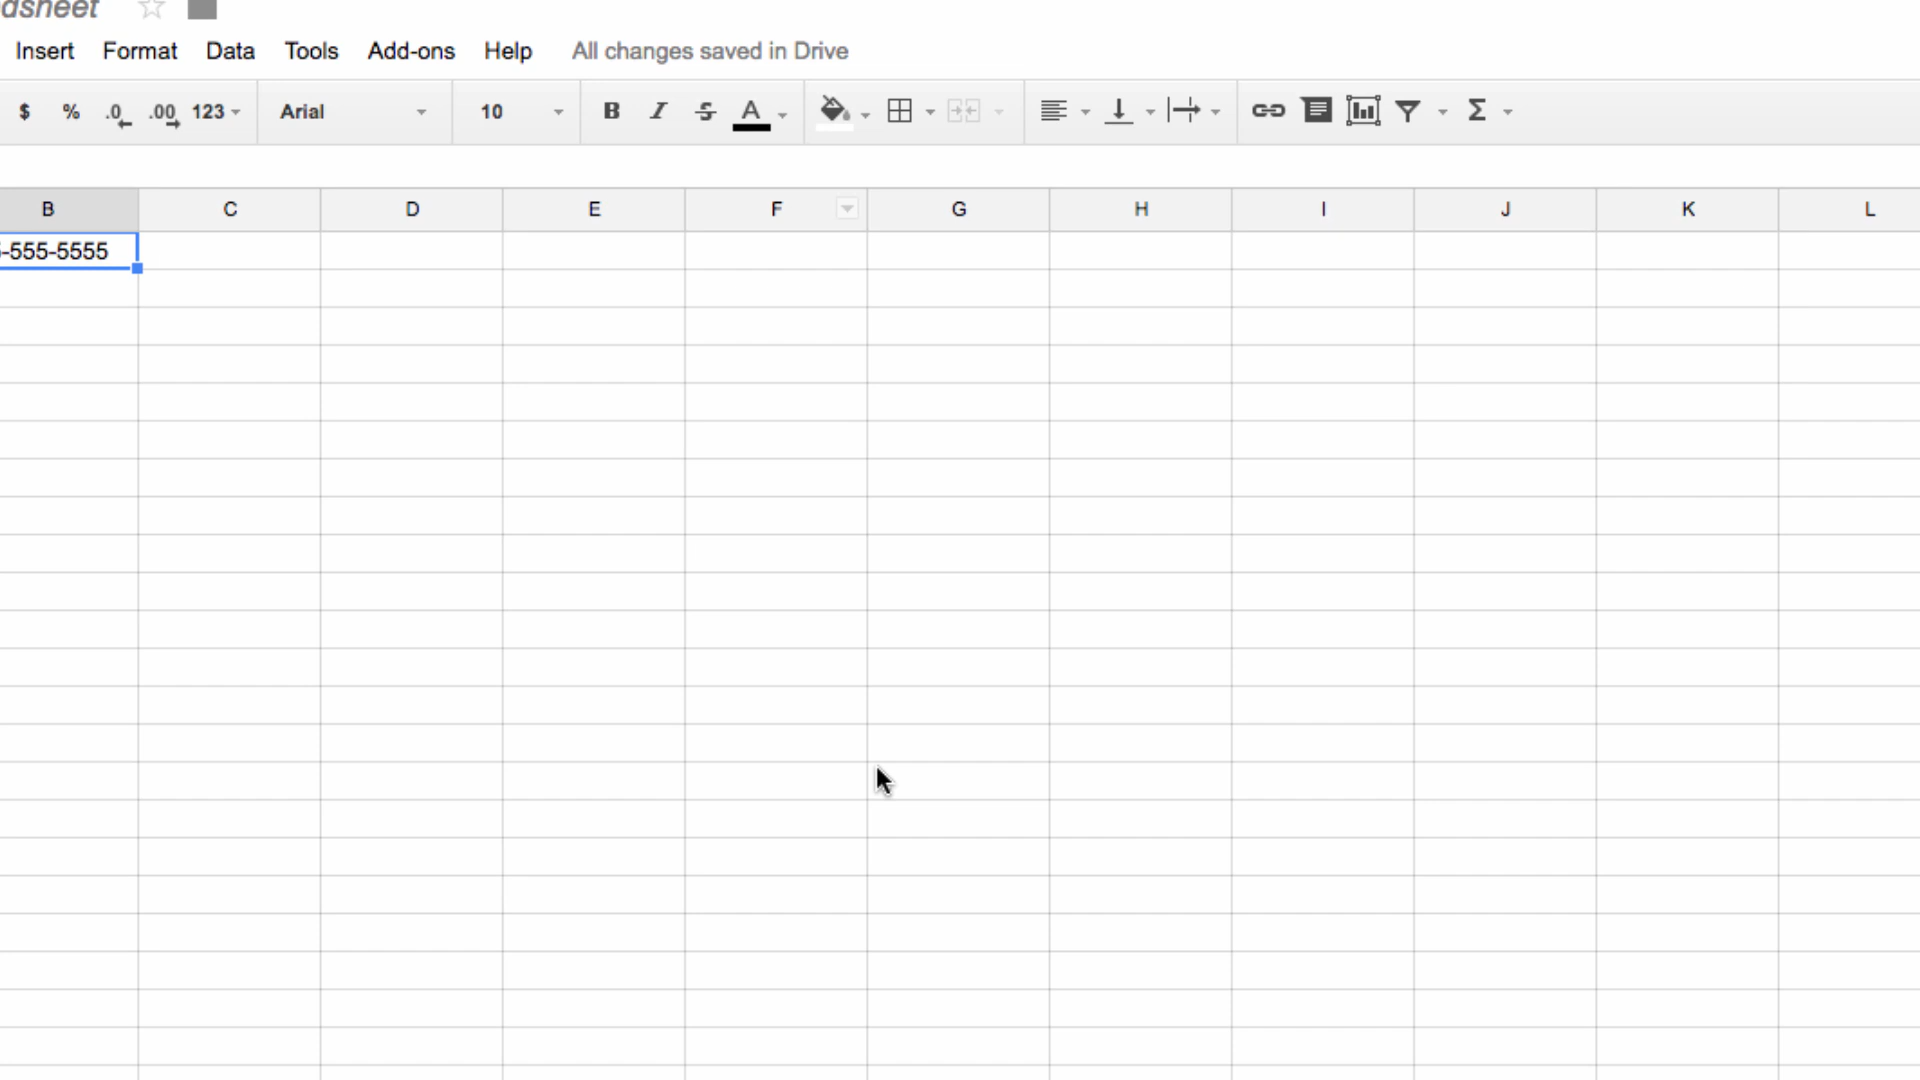 dsheet
Insert Format Data Tools Add-ons Help All changes saved in Drive
$ % .0 .00 123 Arial 10 B I S A Σ
B C D E F G H I J K L
-555-5555